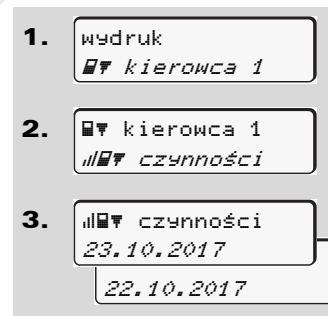 1. wydruk
▼ kierowca 1
2. ▼ kierowca 1
▼ czynności
3. ▼ czynności
23.10.2017
22.10.2017